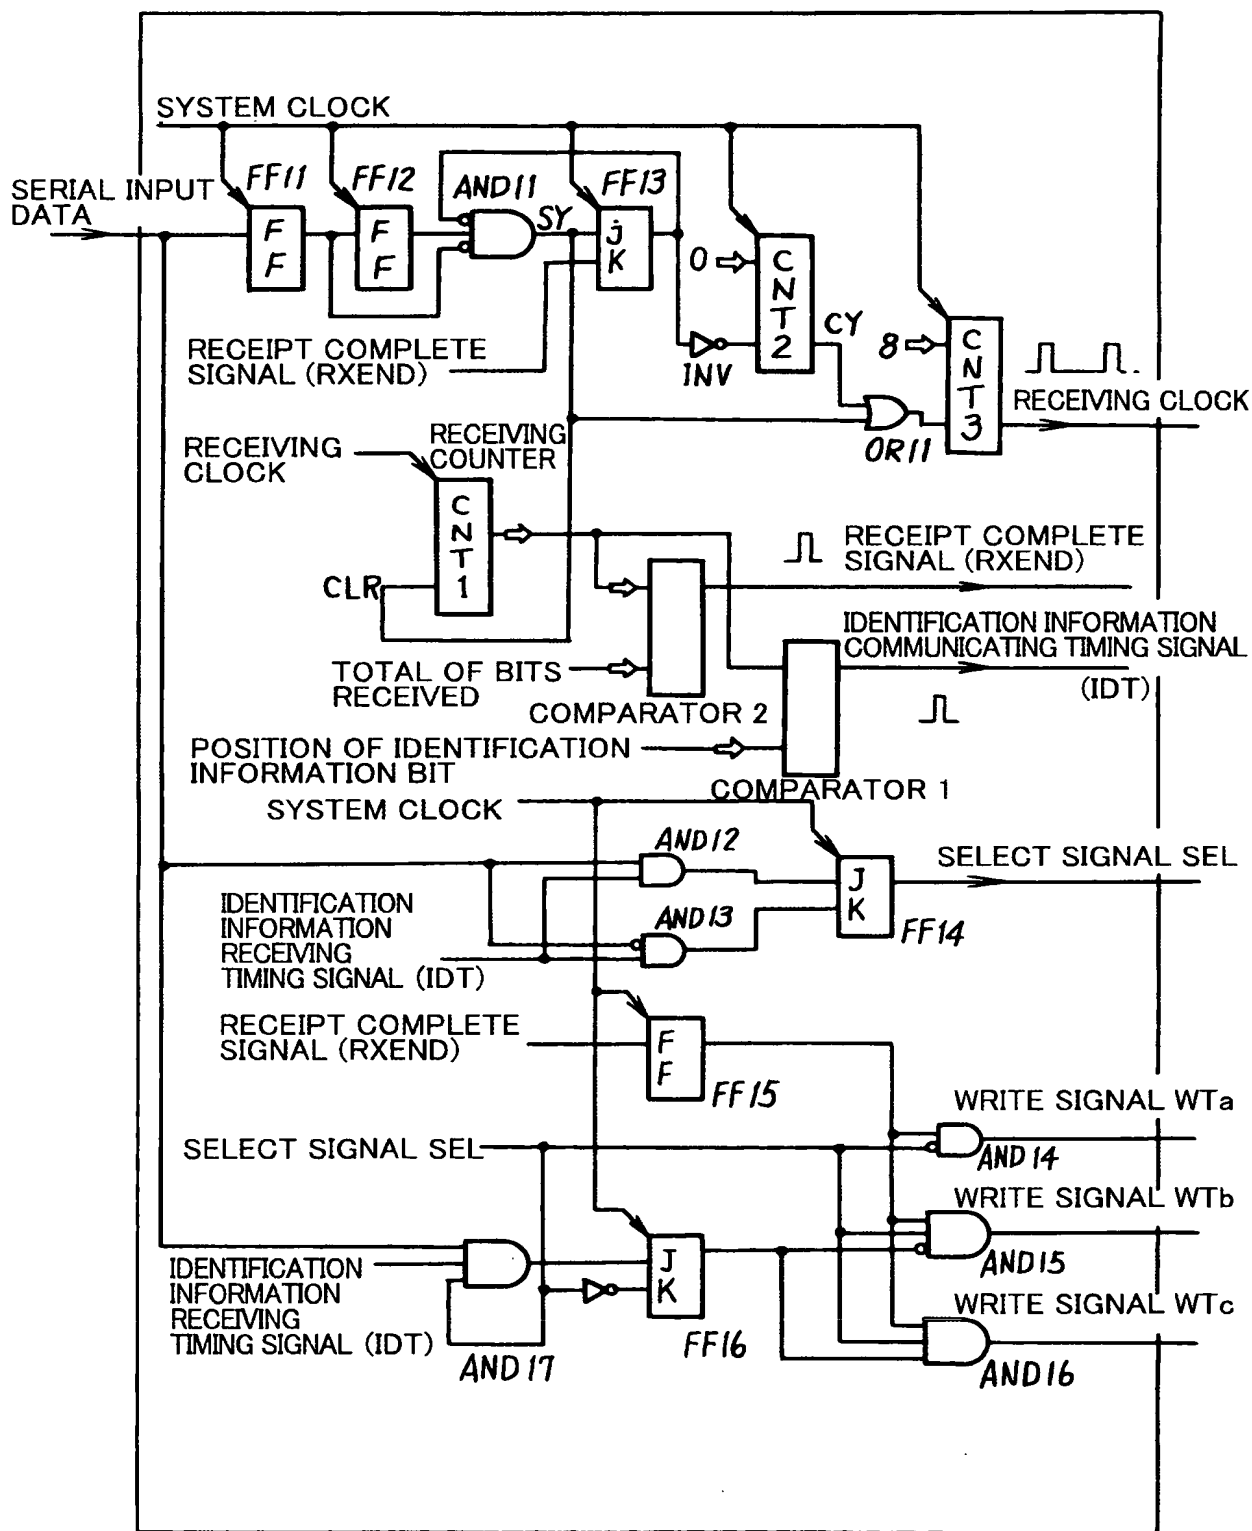 SYSTEM CLOCK
SERIAL INPUT
DATA
FF11
FF12
AND11
FF13
F
F
F
F
SY
J
K
0
C
N
T
2
CY
8
C
N
T
3
RECEIPT COMPLETE
SIGNAL (RXEND)
INV
OR11
RECEIVING CLOCK
RECEIVING
CLOCK
RECEIVING
COUNTER
C
N
T
1
CLR
RECEIPT COMPLETE
SIGNAL (RXEND)
IDENTIFICATION INFORMATION
COMMUNICATING TIMING SIGNAL
(IDT)
TOTAL OF BITS
RECEIVED
COMPARATOR 2
POSITION OF IDENTIFICATION
INFORMATION BIT
COMPARATOR 1
SYSTEM CLOCK
AND12
J
K
FF14
SELECT SIGNAL SEL
IDENTIFICATION
INFORMATION
RECEIVING
TIMING SIGNAL (IDT)
AND13
RECEIPT COMPLETE
SIGNAL (RXEND)
F
F
FF15
WRITE SIGNAL WTa
SELECT SIGNAL SEL
AND14
WRITE SIGNAL WTb
AND15
IDENTIFICATION
INFORMATION
RECEIVING
TIMING SIGNAL (IDT)
J
K
FF16
AND17
WRITE SIGNAL WTc
AND16